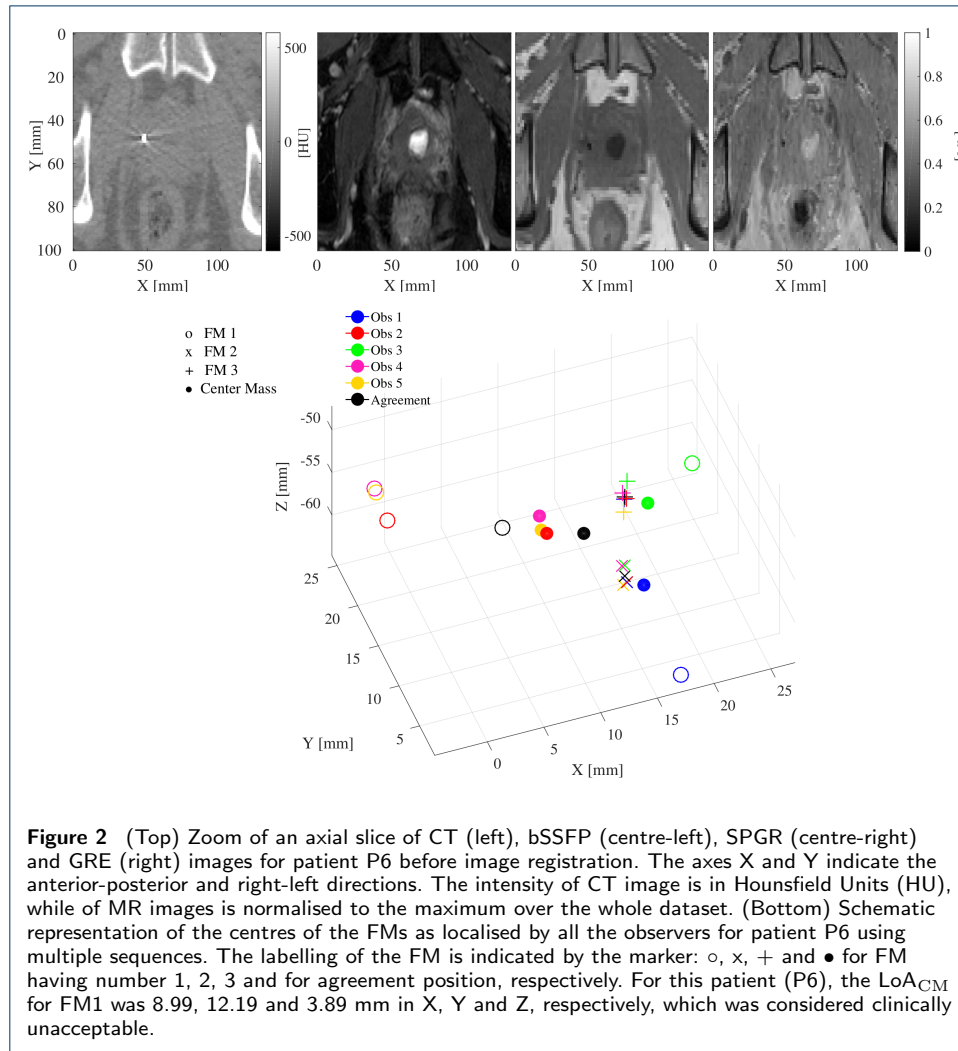 0
20
40
60
80
100
Y [mm]
0 50 100
X [mm]
500
0
-500
[HU]
0 50 100
X [mm]
0 50 100
X [mm]
0 50 100
X [mm]
1
0.8
0.6
0.4
0.2
0
o FM 1
x FM 2
+ FM 3
• Center Mass
Obs 1
Obs 2
Obs 3
Obs 4
Obs 5
Agreement
-50
-55
-60
Z [mm]
25
20
15
10
5
Y [mm]
0
5
10
15
20
25
X [mm]
Figure 2 (Top) Zoom of an axial slice of CT (left), bSSFP (centre-left), SPGR (centre-right)
and GRE (right) images for patient P6 before image registration. The axes X and Y indicate the
anterior-posterior and right-left directions. The intensity of CT image is in Hounsfield Units (HU),
while of MR images is normalised to the maximum over the whole dataset. (Bottom) Schematic
representation of the centres of the FMs as localised by all the observers for patient P6 using
multiple sequences. The labelling of the FM is indicated by the marker: ○, ×, + and ● for FM
having number 1, 2, 3 and for agreement position, respectively. For this patient (P6), the LoA_CM
for FM1 was 8.99, 12.19 and 3.89 mm in X, Y and Z, respectively, which was considered clinically
unacceptable.